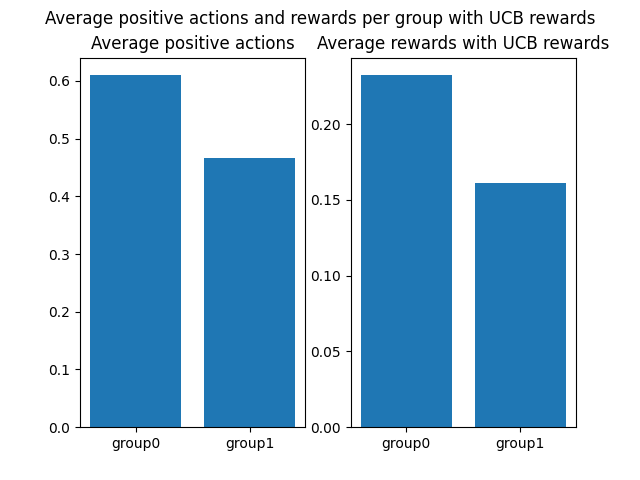 Average positive actions and rewards per group with UCB rewards
Average positive actions
0.6
0.5
0.4
0.3
0.2
0.1
0.0
group0 group1
Average rewards with UCB rewards
0.20
0.15
0.10
0.05
0.00
group0 group1